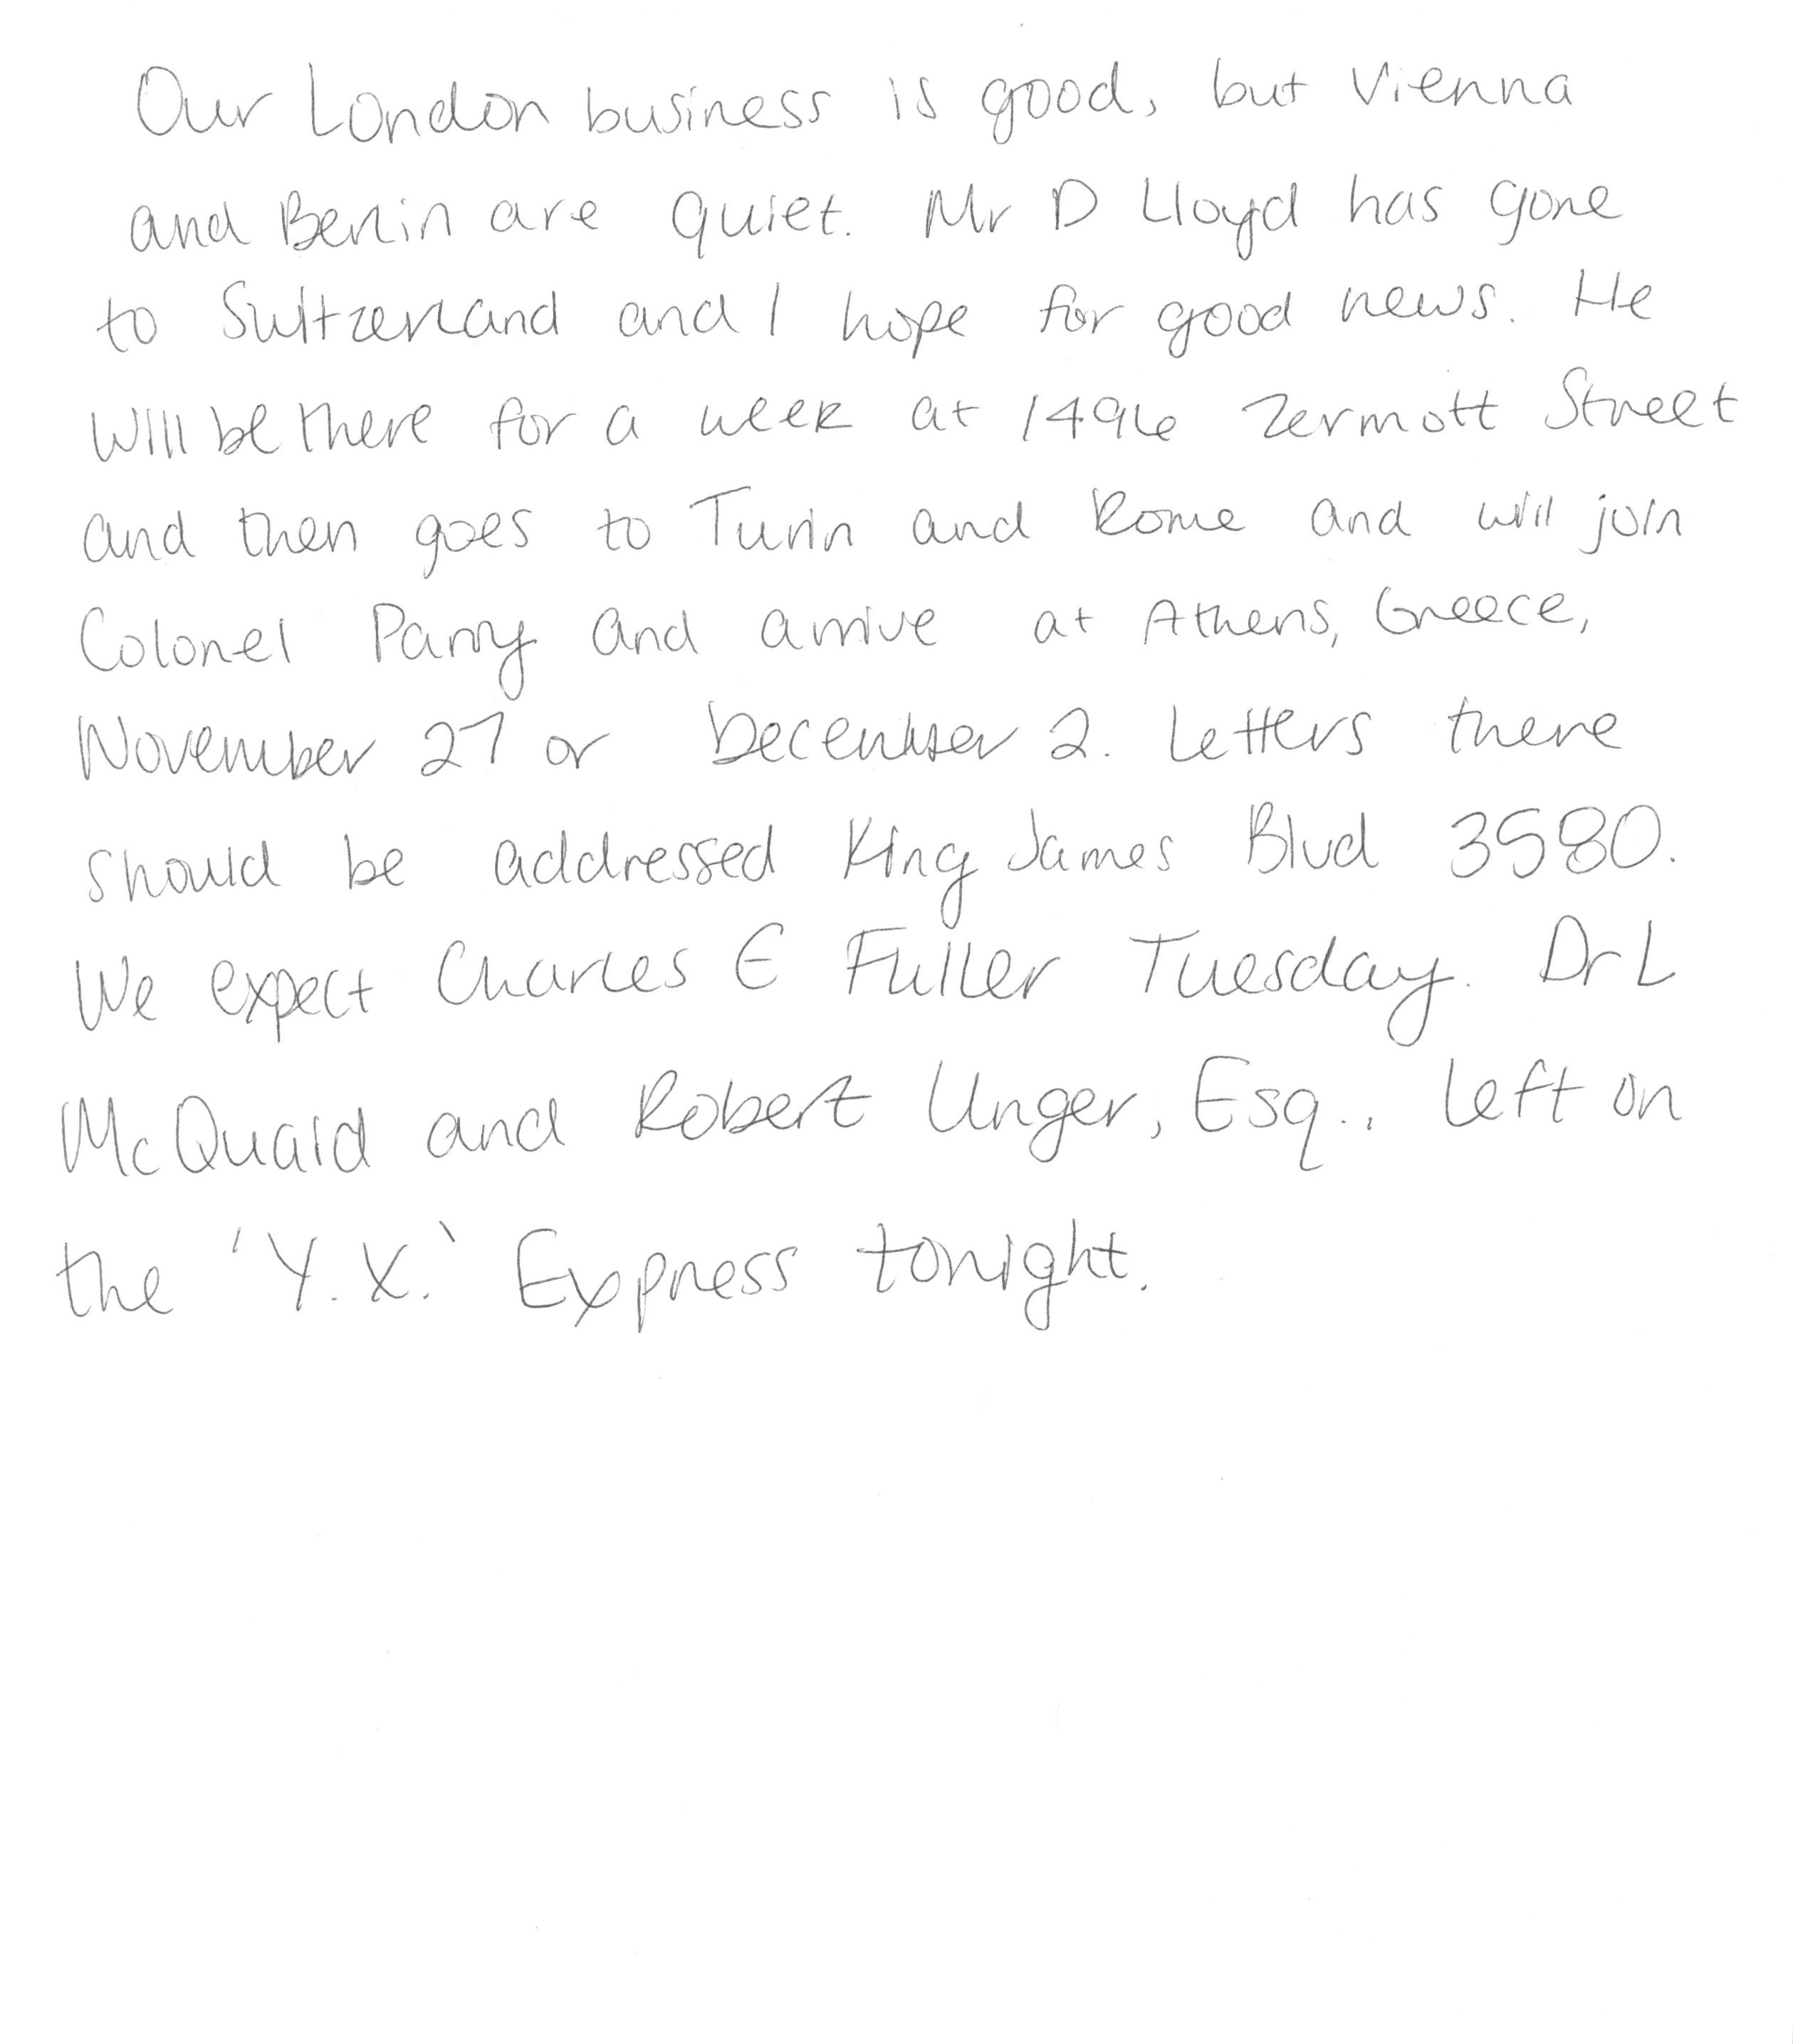 Our London business is good, but Vienna
and Berlin are quiet. Mr D Lloyd has gone
to Switzerland and I hope for good news. He
will be there for a week at 1496 Zermott Street
and then goes to Turin and Rome and will join
Colonel Parry and arrive at Athens, Greece,
November 27 or December 2. Letters there
should be addressed King James Blvd 3580.
We expect Charles E Fuller Tuesday. Dr L
McQuaid and Robert Unger, Esq., left on
the 'Y.X.' Express tonight.